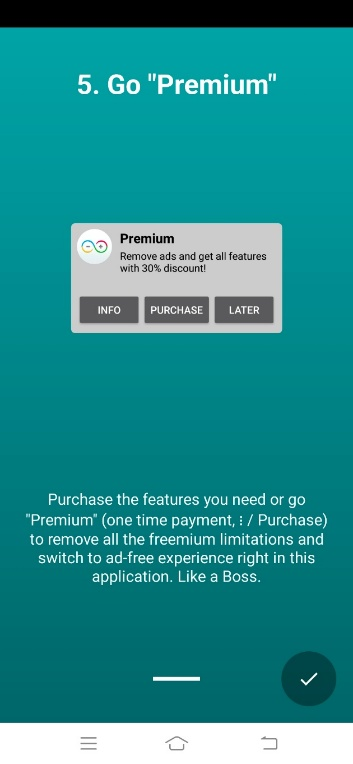 5. Go "Premium"
Premium
Remove ads and get all features
with 30% discount!
INFO PURCHASE LATER
Purchase the features you need or go
"Premium" (one time payment, ⋮ / Purchase)
to remove all the freemium limitations and
switch to ad-free experience right in this
application. Like a Boss.